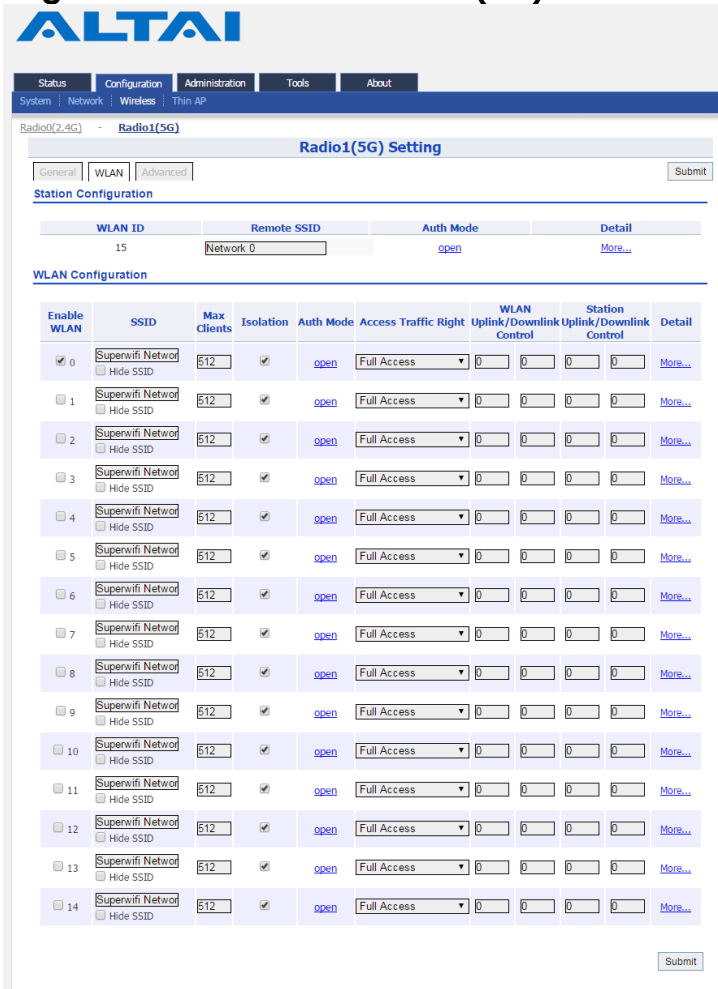 ALTAI
Status Configuration Administration Tools About
System Network Wireless Thin AP
Radio0(2.4G) - Radio1(5G)
Radio1(5G) Setting
General WLAN Advanced Submit
Station Configuration
WLAN ID Remote SSID Auth Mode Detail
15 Network 0 open More...
WLAN Configuration
Enable WLAN SSID Max Clients Isolation Auth Mode Access Traffic Right WLAN Uplink/Downlink Control Station Uplink/Downlink Control Detail
0 Superwifi Networ 512 open Full Access 0 0 0 0 More...
Hide SSID
1 Superwifi Networ 512 open Full Access 0 0 0 0 More...
Hide SSID
2 Superwifi Networ 512 open Full Access 0 0 0 0 More...
Hide SSID
3 Superwifi Networ 512 open Full Access 0 0 0 0 More...
Hide SSID
4 Superwifi Networ 512 open Full Access 0 0 0 0 More...
Hide SSID
5 Superwifi Networ 512 open Full Access 0 0 0 0 More...
Hide SSID
6 Superwifi Networ 512 open Full Access 0 0 0 0 More...
Hide SSID
7 Superwifi Networ 512 open Full Access 0 0 0 0 More...
Hide SSID
8 Superwifi Networ 512 open Full Access 0 0 0 0 More...
Hide SSID
9 Superwifi Networ 512 open Full Access 0 0 0 0 More...
Hide SSID
10 Superwifi Networ 512 open Full Access 0 0 0 0 More...
Hide SSID
11 Superwifi Networ 512 open Full Access 0 0 0 0 More...
Hide SSID
12 Superwifi Networ 512 open Full Access 0 0 0 0 More...
Hide SSID
13 Superwifi Networ 512 open Full Access 0 0 0 0 More...
Hide SSID
14 Superwifi Networ 512 open Full Access 0 0 0 0 More...
Hide SSID
Submit